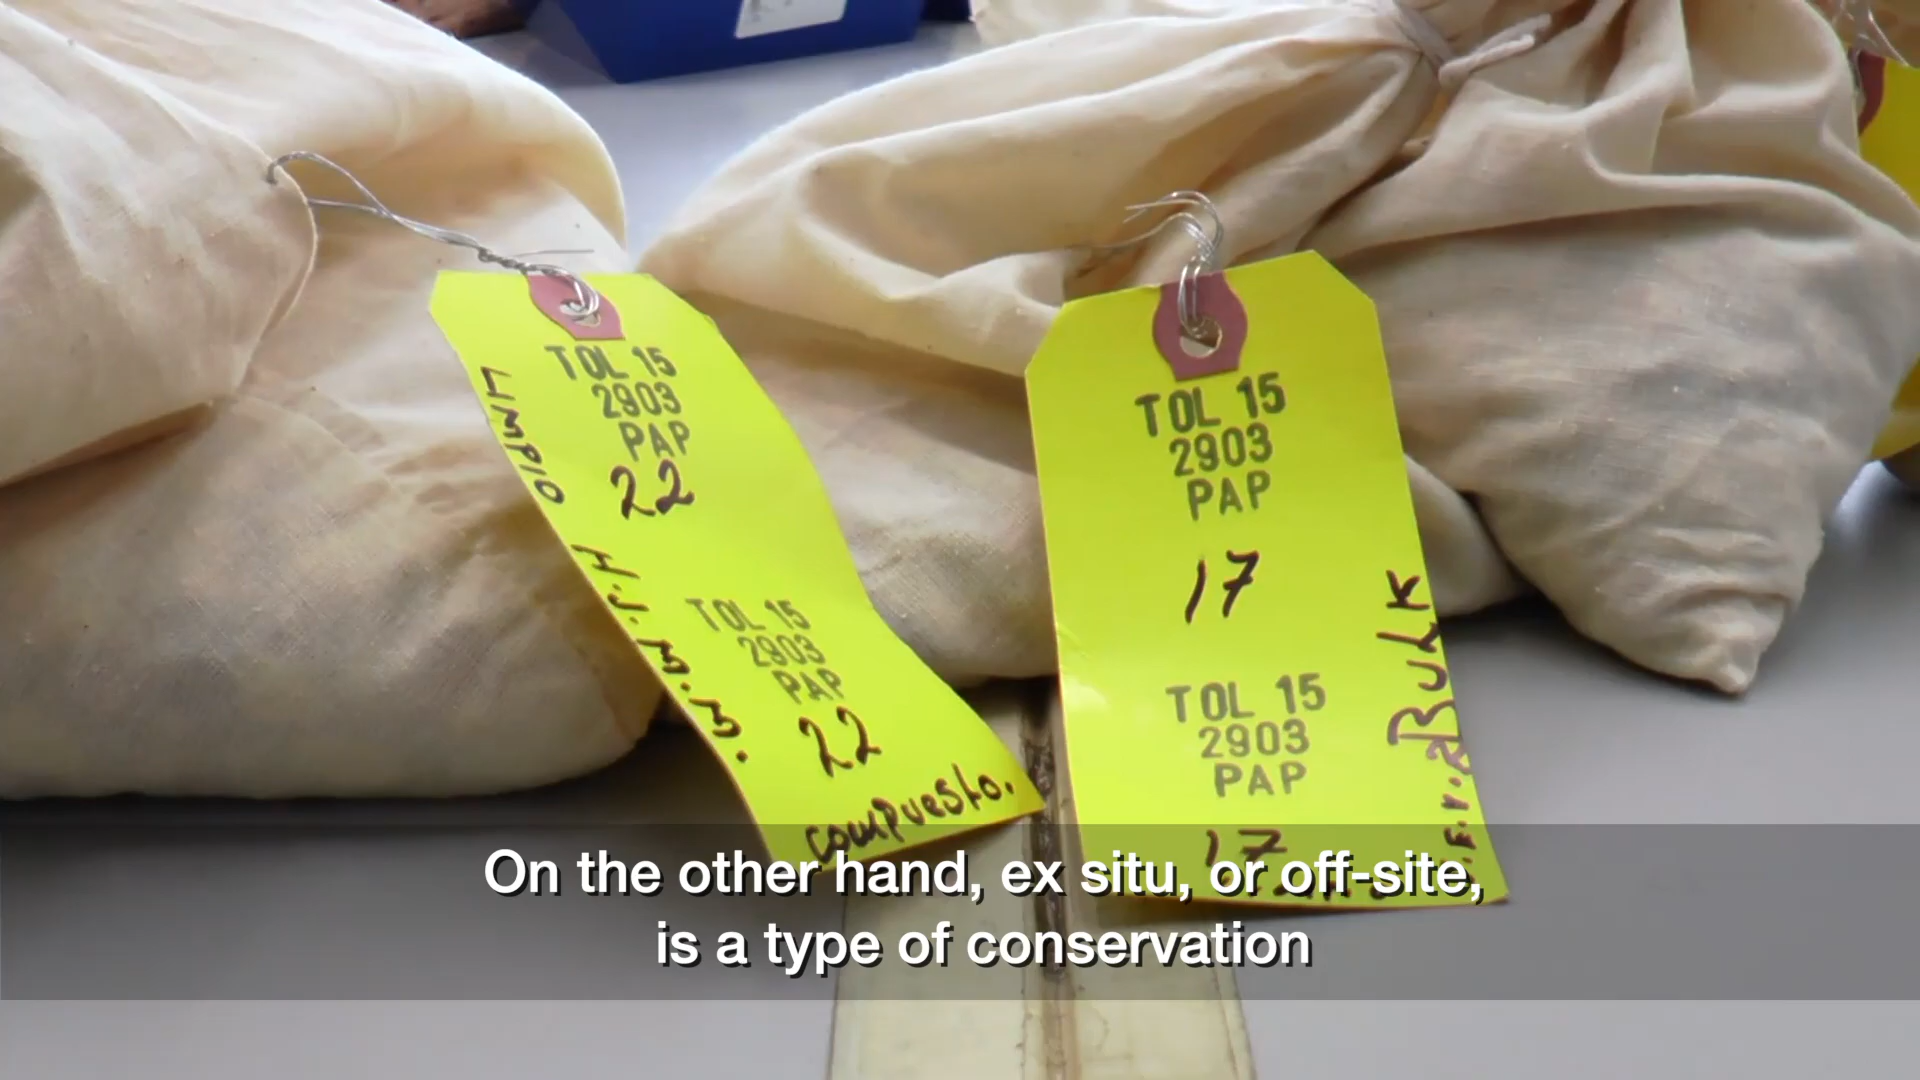 TOL 15
2903
PAP
22
LIMPIO
TOL 15
2903
PAP
22
compuesto.
TOL 15
2903
PAP
17
BULK
TOL 15
2903
PAP
17
On the other hand, ex situ, or off-site,
is a type of conservation